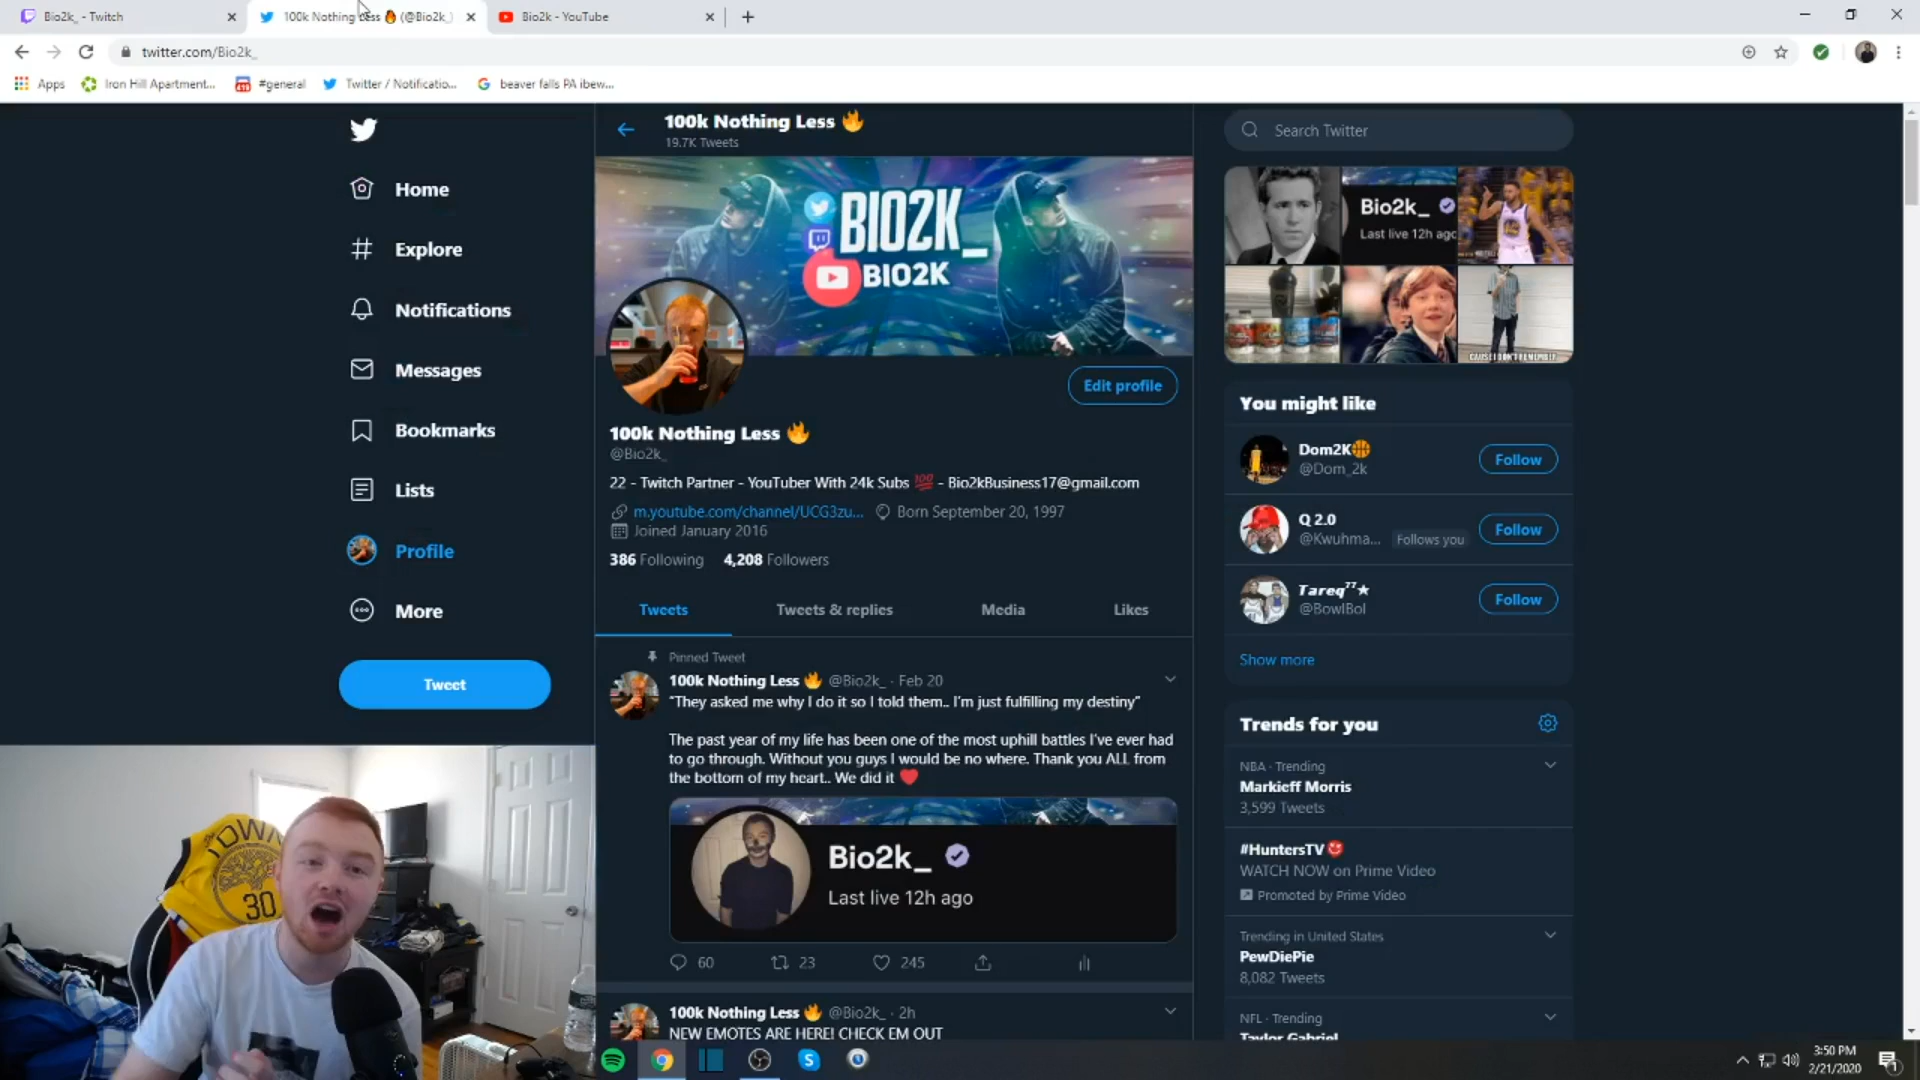 Bio2k_ - Twitch
100k Nothing Less 🔥 (@Bio2k_)
Bio2k - YouTube
twitter.com/Bio2k_
Apps
Iron Hill Apartment...
#general
Twitter / Notificatio...
beaver falls PA ibew...
100k Nothing Less 🔥
19.7K Tweets
Search Twitter
Home
Explore
Notifications
Messages
Bookmarks
Lists
Profile
More
Tweet
BIO2K_
BIO2K
Edit profile
100k Nothing Less 🔥
@Bio2k_
22 - Twitch Partner - YouTuber With 24k Subs 💯 - Bio2kBusiness17@gmail.com
m.youtube.com/channel/UCG3zu... Born September 20, 1997
Joined January 2016
386 Following 4,208 Followers
Tweets Tweets & replies Media Likes
Pinned Tweet
100k Nothing Less 🔥 @Bio2k_ · Feb 20
"They asked me why I do it so I told them.. I'm just fulfilling my destiny"
The past year of my life has been one of the most uphill battles I've ever had
to go through. Without you guys I would be no where. Thank you ALL from
the bottom of my heart.. We did it ❤️
Bio2k_
Last live 12h ago
60 23 245
100k Nothing Less 🔥 @Bio2k_ · 2h
NEW EMOTES ARE HERE! CHECK EM OUT
Bio2k_
Last live 12h ago
CAUSE I DON'T REMEMBER
You might like
Dom2K🏀
@Dom_2k
Follow
Q 2.0
@Kwuhma... Follows you
Follow
Tareq⁷⁷★
@BowlBol
Follow
Show more
Trends for you
NBA · Trending
Markieff Morris
3,599 Tweets
#HuntersTV
WATCH NOW on Prime Video
Promoted by Prime Video
Trending in United States
PewDiePie
8,082 Tweets
NFL · Trending
Taylor Gabriel
TOWN
30
3:50 PM
2/21/2020
1